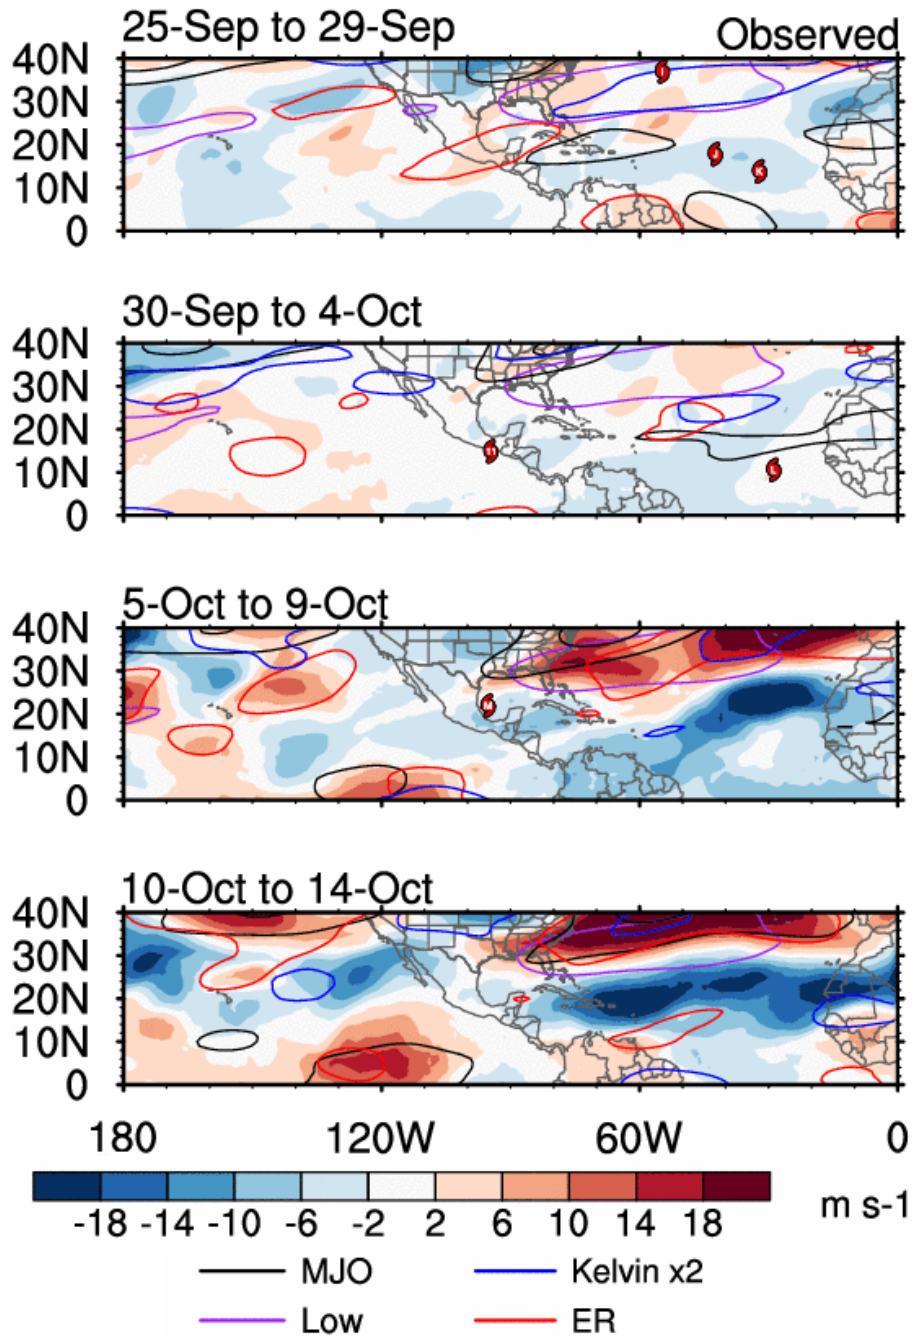 25-Sep to 29-Sep
Observed
40N
30N
20N
10N
0
I
J
K
30-Sep to 4-Oct
40N
30N
20N
10N
0
L
5-Oct to 9-Oct
40N
30N
20N
10N
0
M
10-Oct to 14-Oct
40N
30N
20N
10N
0
180 120W 60W 0
-18 -14 -10 -6 -2 2 6 10 14 18
m s-1
MJO Kelvin x2
Low ER